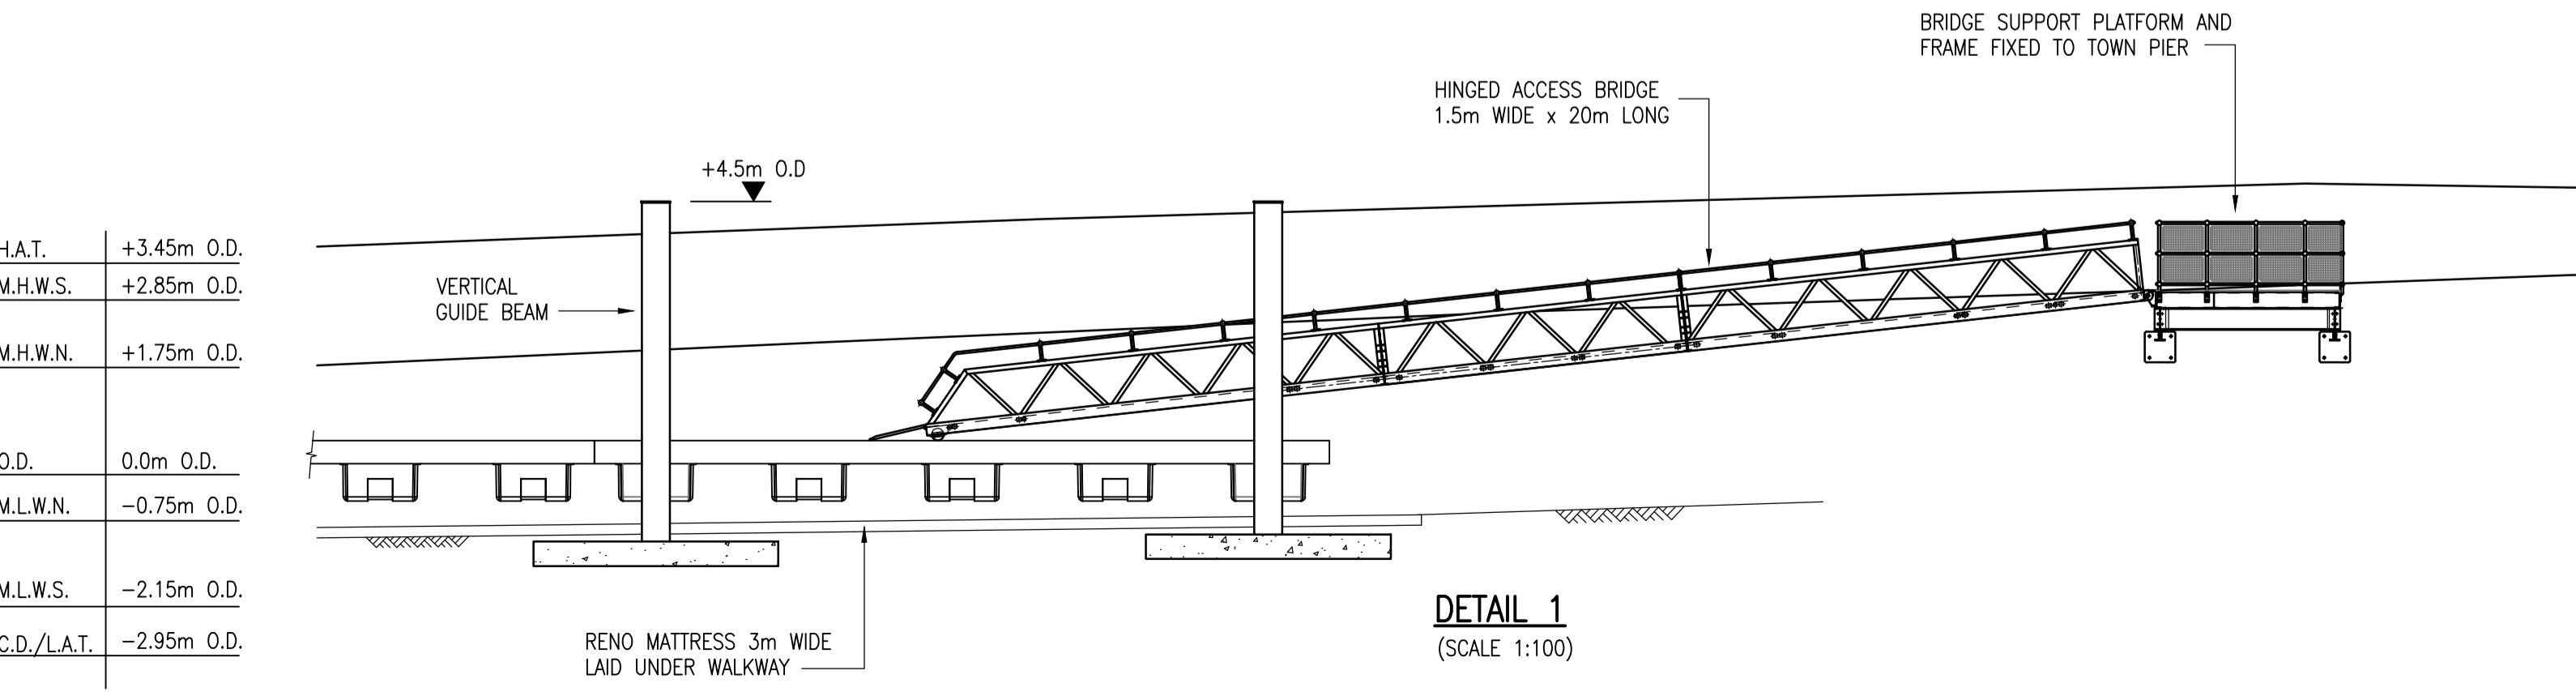 BRIDGE SUPPORT PLATFORM AND
FRAME FIXED TO TOWN PIER
HINGED ACCESS BRIDGE
1.5m WIDE x 20m LONG
+4.5m O.D
VERTICAL
GUIDE BEAM
H.A.T. +3.45m O.D.
M.H.W.S. +2.85m O.D.
M.H.W.N. +1.75m O.D.
O.D. 0.0m O.D.
M.L.W.N. -0.75m O.D.
M.L.W.S. -2.15m O.D.
C.D./L.A.T. -2.95m O.D.
RENO MATTRESS 3m WIDE
LAID UNDER WALKWAY
DETAIL 1
(SCALE 1:100)